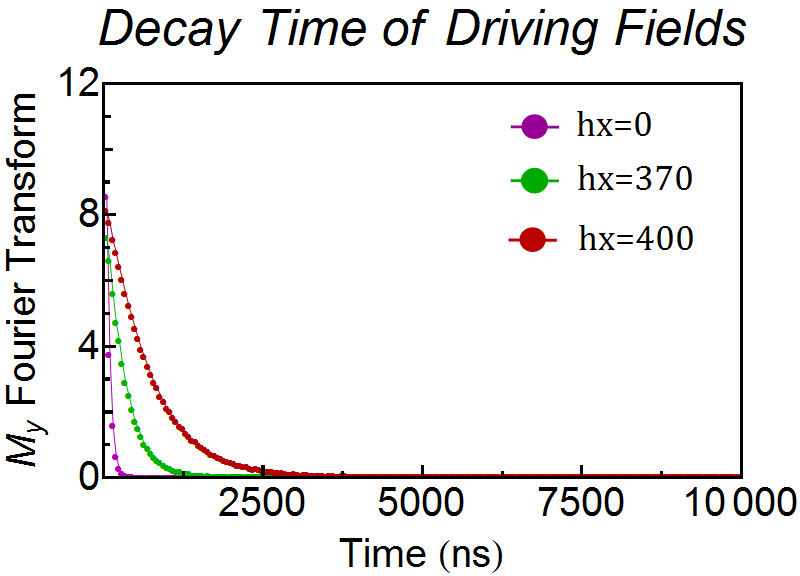 Decay Time of Driving Fields
12
8
4
0
My Fourier Transform
hx=0
hx=370
hx=400
2500
5000
7500
10 000
Time (ns)